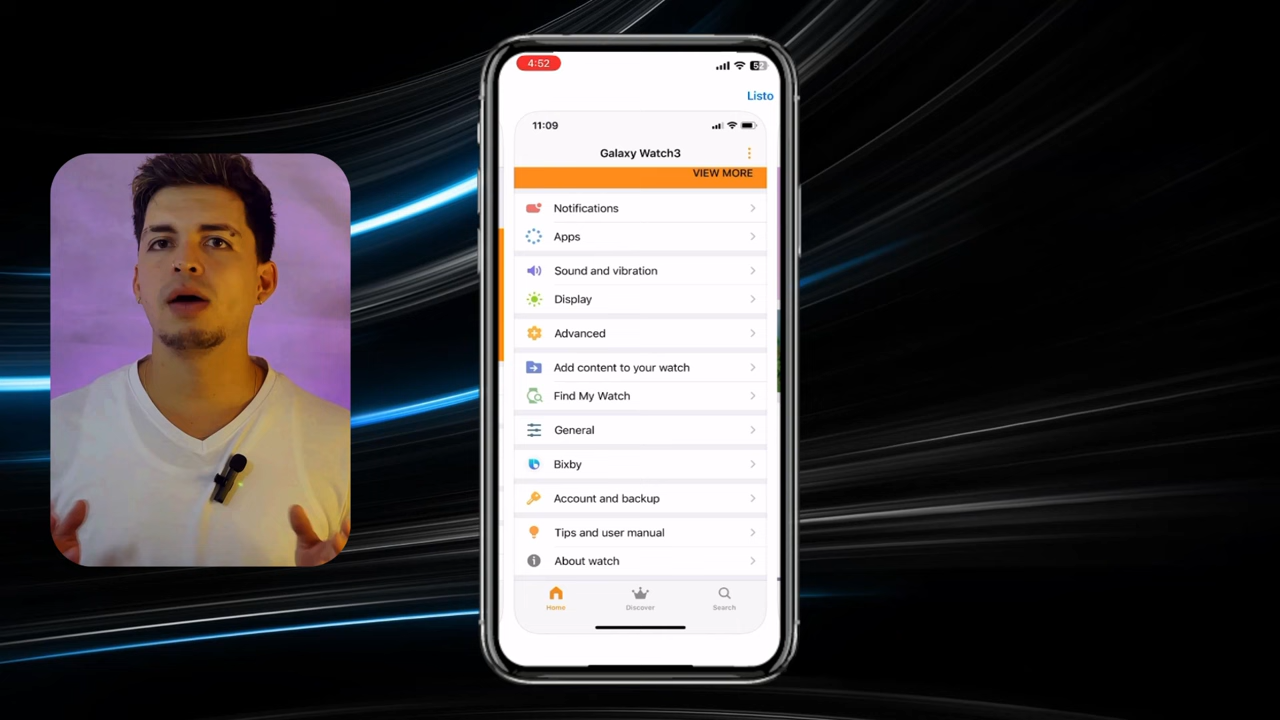 4:52
52
Listo
11:09
Galaxy Watch3
VIEW MORE
Notifications
Apps
Sound and vibration
Display
Advanced
Add content to your watch
Find My Watch
General
Bixby
Account and backup
Tips and user manual
About watch
Home
Discover
Search